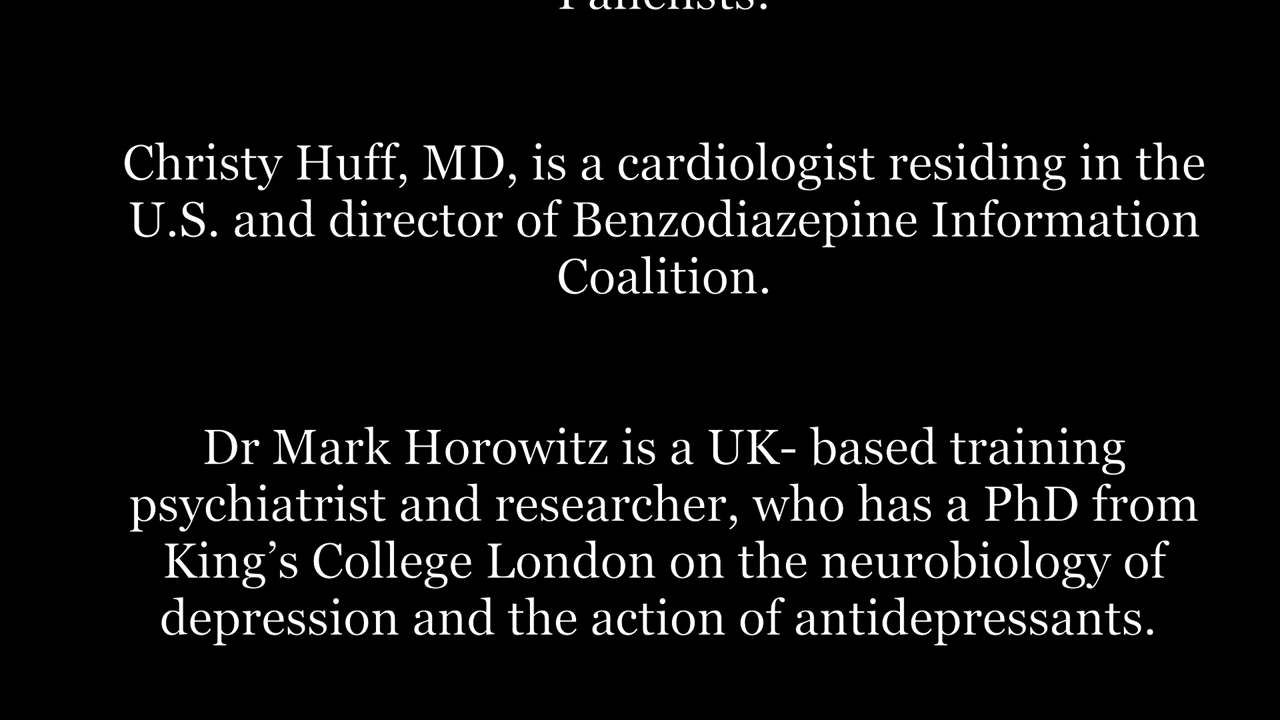 Panelists:
Christy Huff, MD, is a cardiologist residing in the
U.S. and director of Benzodiazepine Information
Coalition.
Dr Mark Horowitz is a UK- based training
psychiatrist and researcher, who has a PhD from
King’s College London on the neurobiology of
depression and the action of antidepressants.